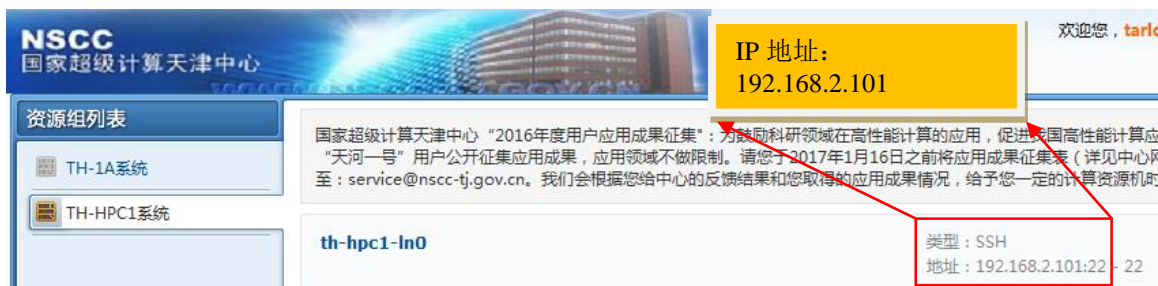 NSCC
国家超级计算天津中心
欢迎您，tarlo
IP 地址：
192.168.2.101
资源组列表
TH-1A系统
TH-HPC1系统
国家超级计算天津中心“2016年度用户应用成果征集"：为鼓励科研领域在高性能计算的应用，促进我国高性能计算应
“天河一号”用户公开征集应用成果，应用领域不做限制。请您于2017年1月16日之前将应用成果征集表（详见中心网
至：service@nscc-tj.gov.cn。我们会根据您给中心的反馈结果和您取得的应用成果情况，给予您一定的计算资源机时
th-hpc1-ln0
类型：SSH
地址：192.168.2.101:22 - 22